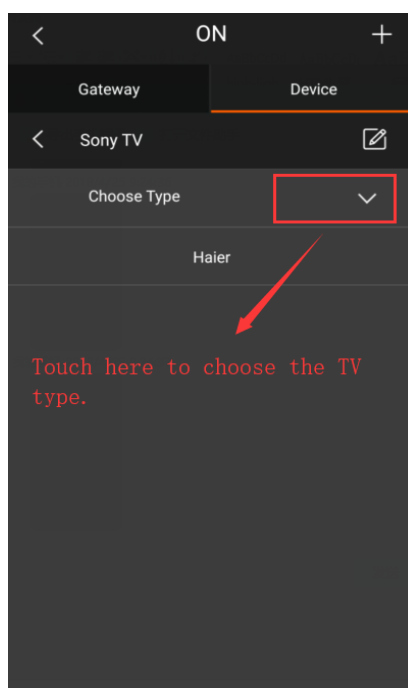 ON
Gateway Device
Sony TV
Choose Type
Haier
Touch here to choose the TV
type.